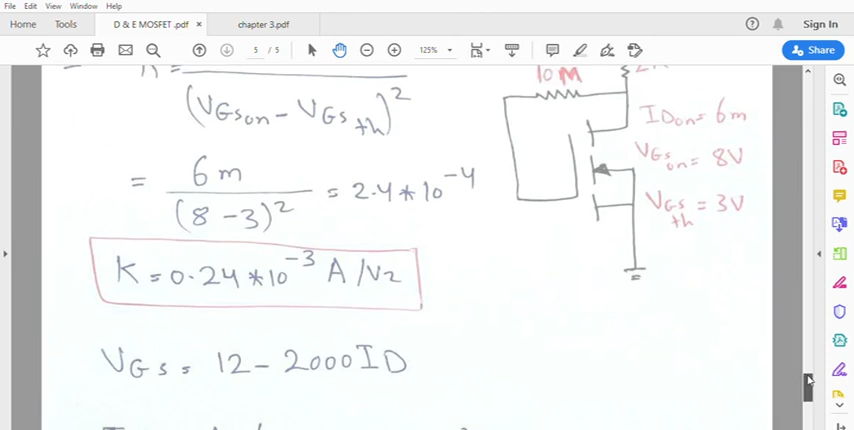 File Edit View Window Help
Home Tools D & E MOSFET .pdf × chapter 3.pdf Sign In
5 / 5 125% Share
10M
(VGSon - VGSth)²
IDon = 6m
VGSon = 8V
VGSth = 3V
= 6m / (8-3)² = 2.4*10⁻⁴
K = 0.24*10⁻³ A/V2
VGS = 12 - 2000ID